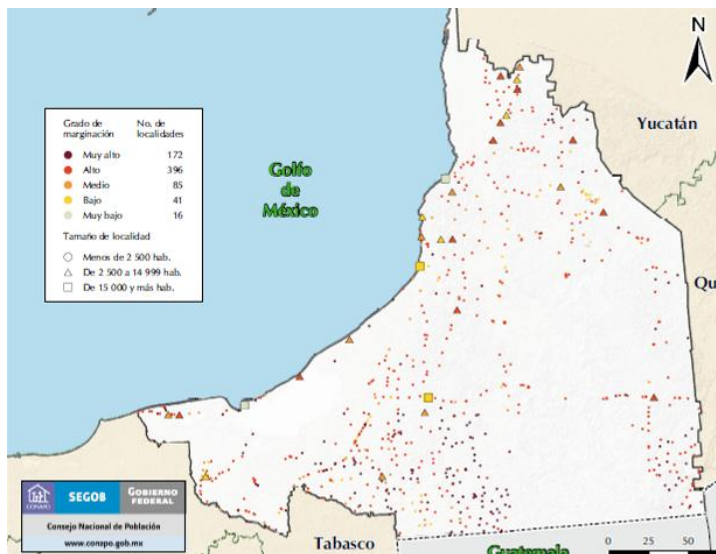 N
Yucatán
Golfo
de
México
Grado de marginación No. de localidades
Muy alto 172
Alto 396
Medio 85
Bajo 41
Muy bajo 16
Tamaño de localidad
Menos de 2 500 hab.
De 2 500 a 14 999 hab.
De 15 000 y más hab.
Qu
CONAPO
SEGOB
GOBIERNO
FEDERAL
Consejo Nacional de Población
www.conapo.gob.mx
Tabasco
Guatemala
0 25 50